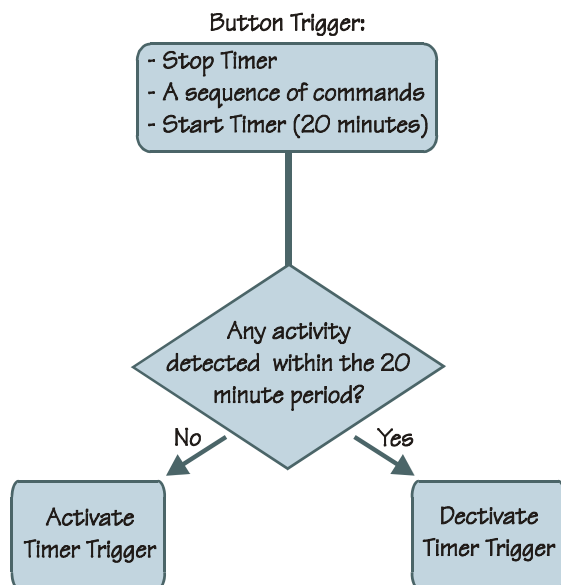 Button Trigger:
- Stop Timer
- A sequence of commands
- Start Timer (20 minutes)
Any activity
detected within the 20
minute period?
No
Yes
Activate
Timer Trigger
Dectivate
Timer Trigger